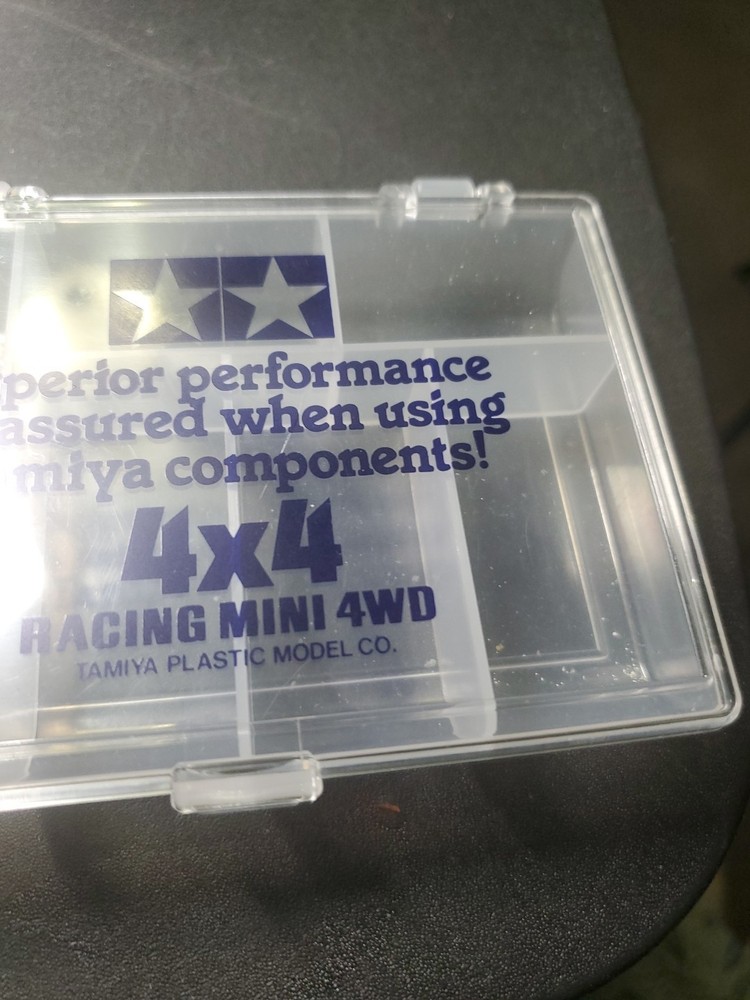 perior performance
assured when using
miya components!
4x4
RACING MINI 4WD
TAMIYA PLASTIC MODEL CO.